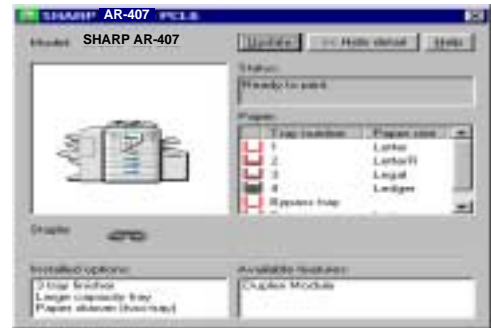 SHARP AR-407 PCL6
Model: SHARP AR-407
Update << Hide detail Help
Status:
Ready to print
Paper:
Tray number Paper size
1 Letter
2 LetterR
3 Legal
4 Ledger
Bypass tray
Staple:
Installed options:
3 tray finisher
Large capacity tray
Paper drawer (two tray)
Available features:
Duplex Module